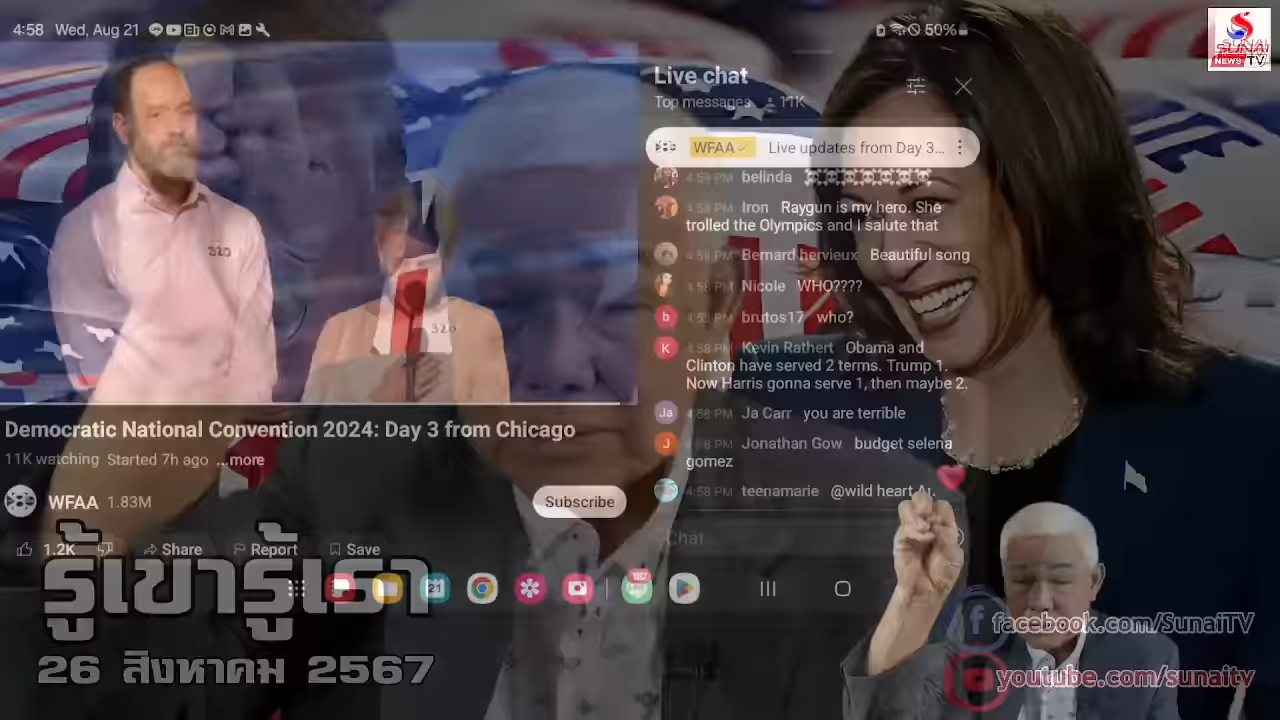 4:58 Wed, Aug 21
50%
SUNAI
NEWS TV
Live chat
Top messages 11K
WFAA Live updates from Day 3...
4:59 PM belinda
4:58 PM Iron Raygun is my hero. She
trolled the Olympics and I salute that
4:58 PM Bernard hervieux Beautiful song
4:58 PM Nicole WHO????
b 4:58 PM brutos17 who?
K 4:58 PM Kevin Rathert Obama and
Clinton have served 2 terms. Trump 1.
Now Harris gonna serve 1, then maybe 2.
Ja 4:58 PM Ja Carr you are terrible
J 4:58 PM Jonathan Gow budget selena
gomez
4:58 PM teenamarie @wild heart
Chat
320
320
Democratic National Convention 2024: Day 3 from Chicago
11K watching Started 7h ago ...more
WFAA 1.83M
Subscribe
1.2K Share Report Save
21
รู้เขารู้เรา
26 สิงหาคม 2567
facebook.com/SunaiTV
youtube.com/sunaitv